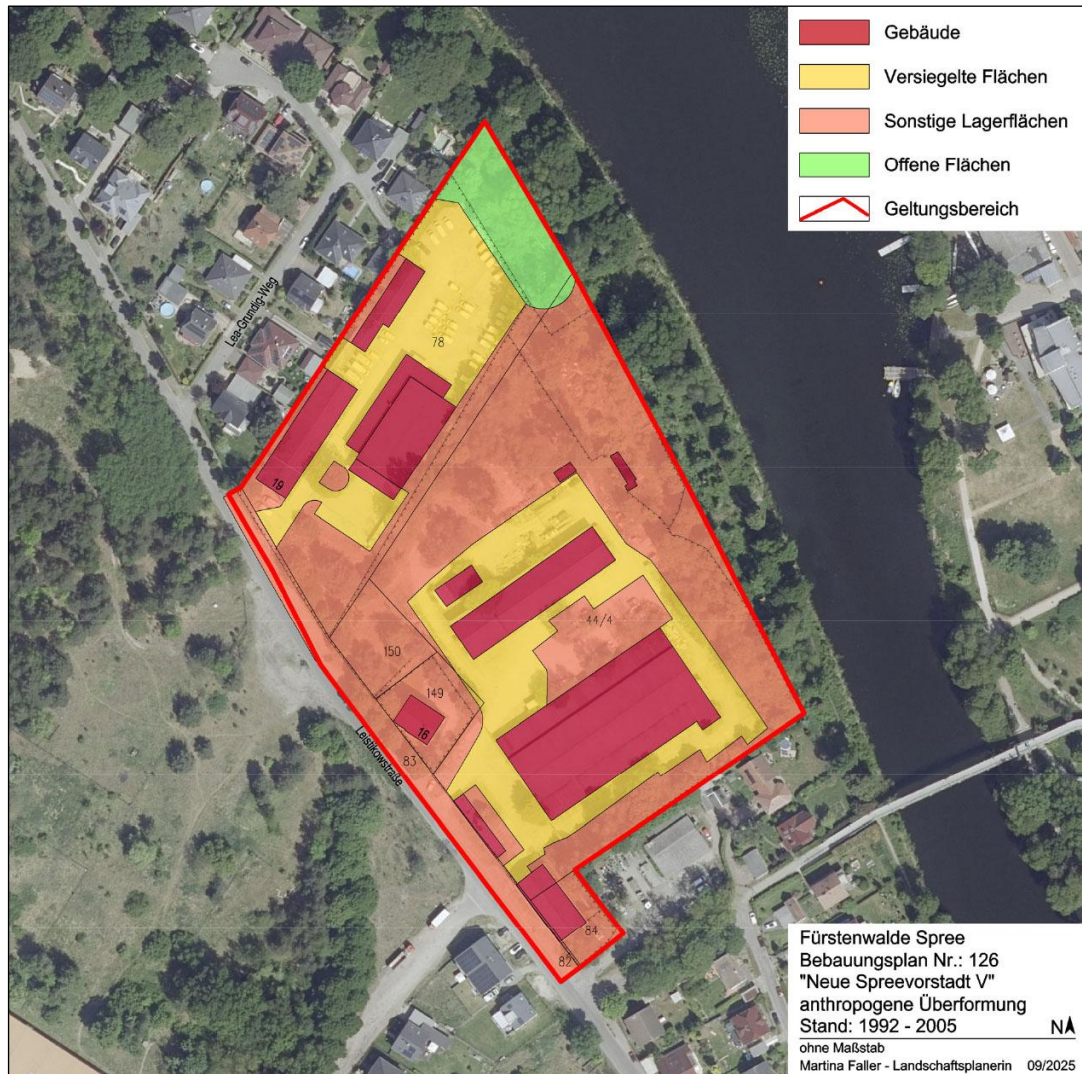 Gebäude
Versiegelte Flächen
Sonstige Lagerflächen
Offene Flächen
Geltungsbereich
Lea-Grundig-Weg
78
19
44/4
150
149
16
83
Leistikowstraße
84
82
Fürstenwalde Spree
Bebauungsplan Nr.: 126
"Neue Spreevorstadt V"
anthropogene Überformung
Stand: 1992 - 2005 N
ohne Maßstab
Martina Faller - Landschaftsplanerin 09/2025